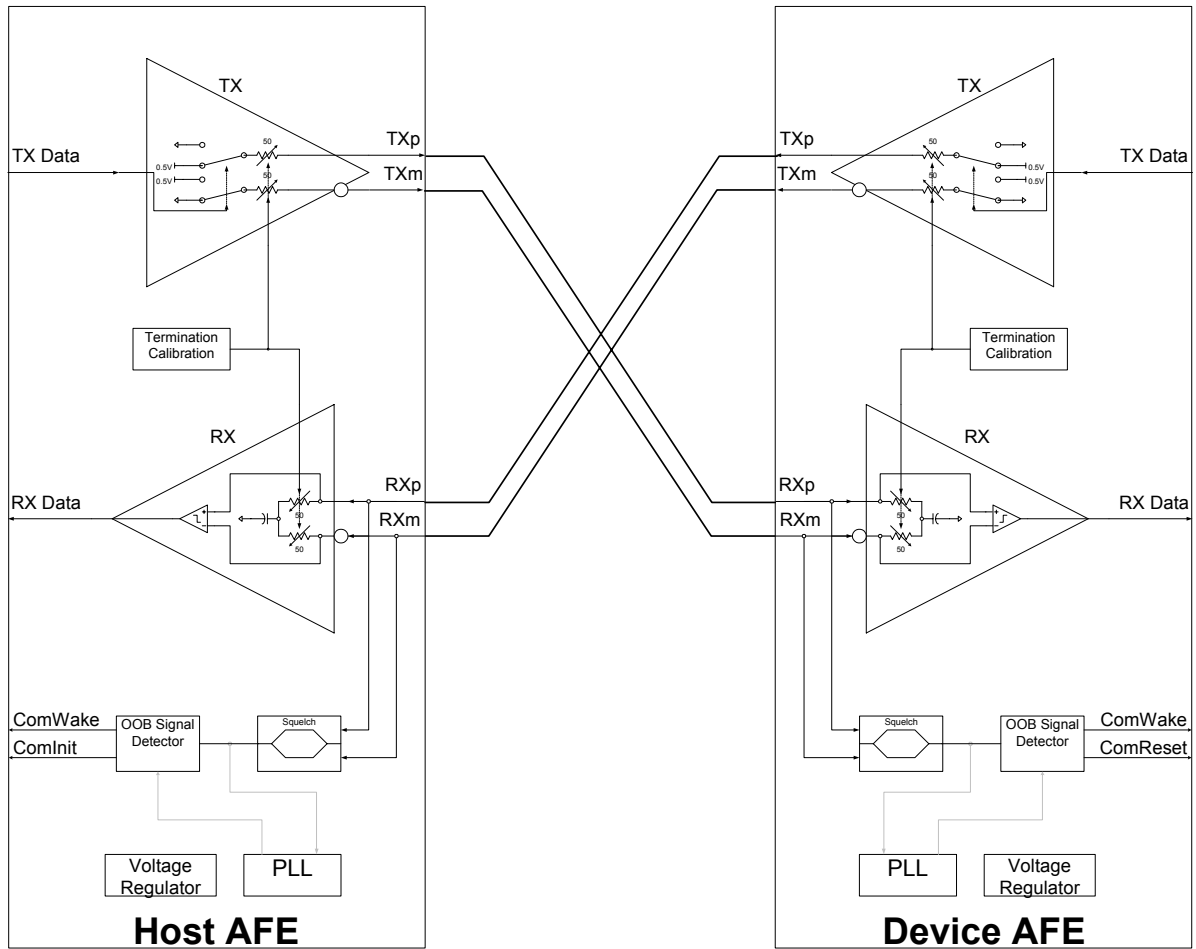 TX
TX
50
50
TXp
TXp
TX Data
0.5V
0.5V
TX Data
0.5V
0.5V
50
50
TXm
TXm
Termination
Calibration
Termination
Calibration
RX
RX
RX Data
50
50
RXp
RXm
RXp
RXm
50
50
RX Data
ComWake
ComInit
OOB Signal
Detector
Squelch
Squelch
OOB Signal
Detector
ComWake
ComReset
Voltage
Regulator
PLL
PLL
Voltage
Regulator
Host AFE
Device AFE